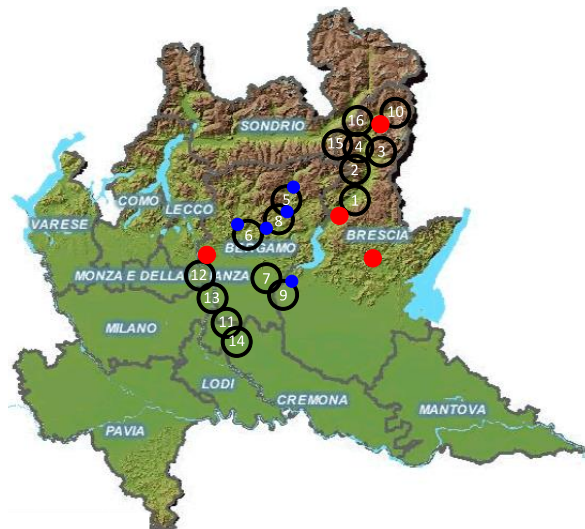 10
16
SONDRIO
15
4
3
2
5
1
COMO
LECCO
8
VARESE
6
BERGAMO
BRESCIA
12
MONZA E DELLA
ANZA
7
13
9
MILANO
11
14
LODI
CREMONA
MANTOVA
PAVIA